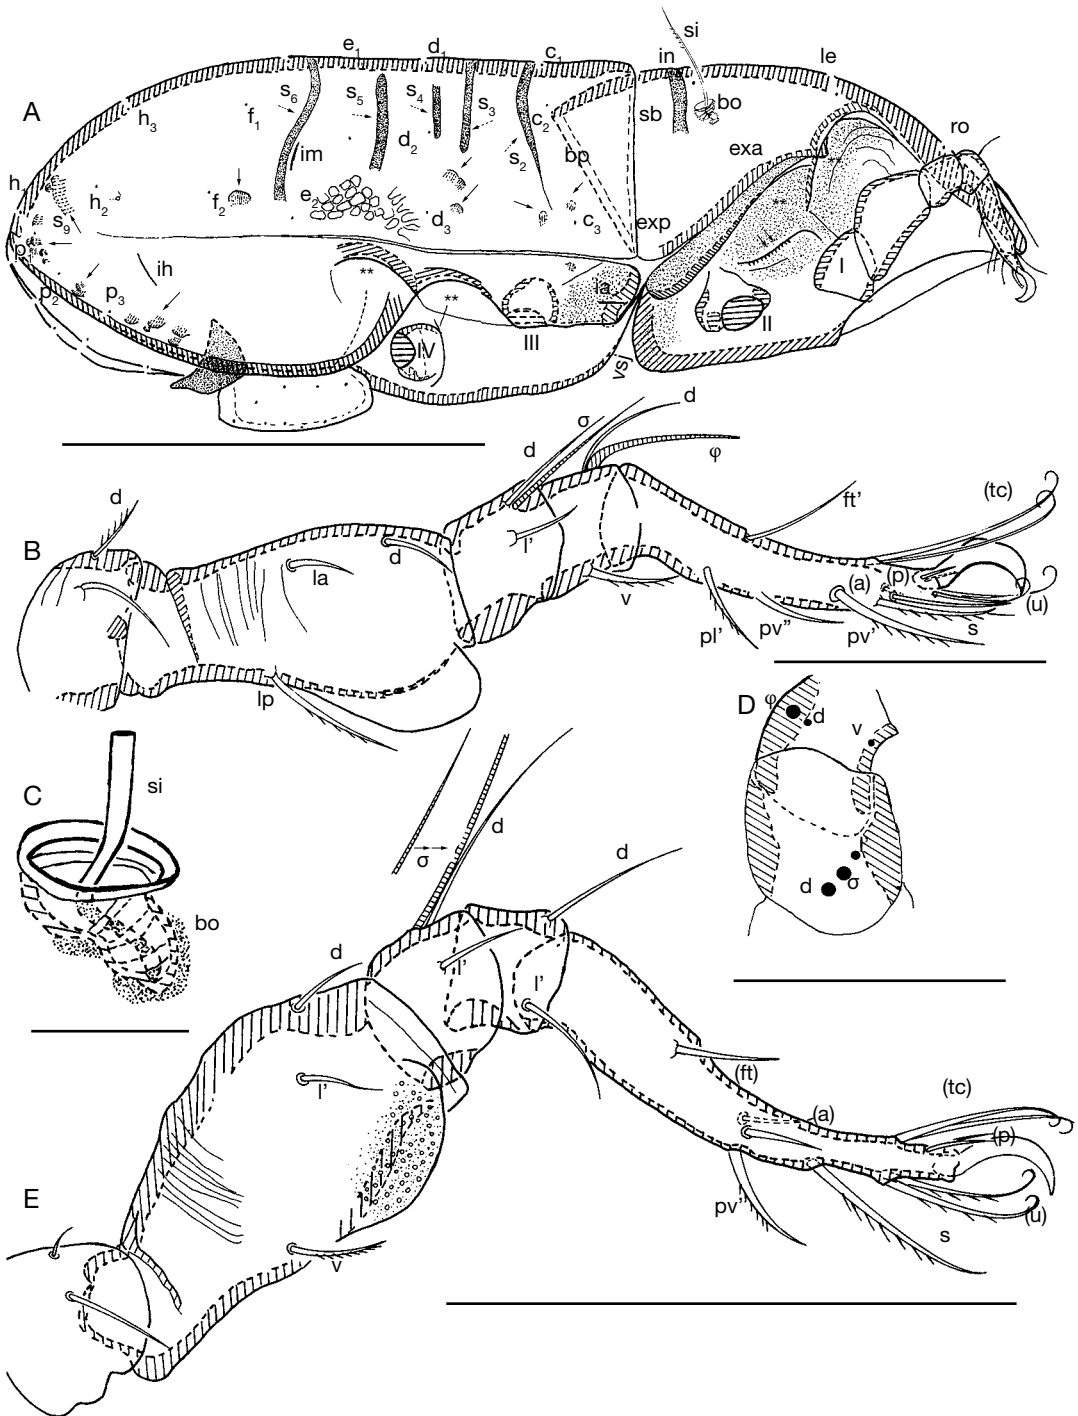 A
si
e1 d1 c1 in le
s6 s5 s4 s3 bo
h3 f1 c2 sb ro
d2
im s2 bp exa
h1 **
s9 h2 f2 e2 d3 c3 exp **
p1
ih ** la I
p2 p3 ** II
III
IV
vsj
B
d σ d
φ
d ft’ (tc)
l’
la d (a) (p)
v (u)
pl’ pv” pv’ s
lp
C
si
bo
D
φ d
v
l’
d σ
E
σ d
d
d l’
l’
l’ (ft)
(a) (tc)
(p)
pv’ (u)
v s